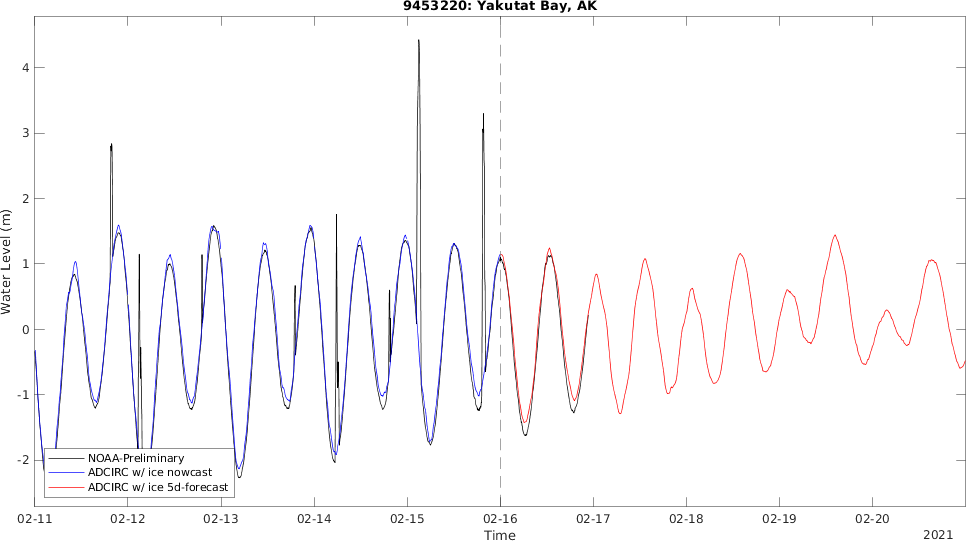 9453220: Yakutat Bay, AK
Water Level (m)
4
3
2
1
0
-1
-2
NOAA-Preliminary
ADCIRC w/ ice nowcast
ADCIRC w/ ice 5d-forecast
02-11 02-12 02-13 02-14 02-15 02-16 02-17 02-18 02-19 02-20
Time
2021